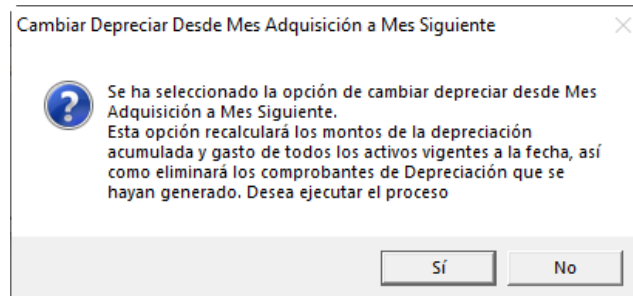 Cambiar Depreciar Desde Mes Adquisición a Mes Siguiente
Se ha seleccionado la opción de cambiar depreciar desde Mes
Adquisición a Mes Siguiente.
Esta opción recalculará los montos de la depreciación
acumulada y gasto de todos los activos vigentes a la fecha, así
como eliminará los comprobantes de Depreciación que se
hayan generado. Desea ejecutar el proceso
Sí
No